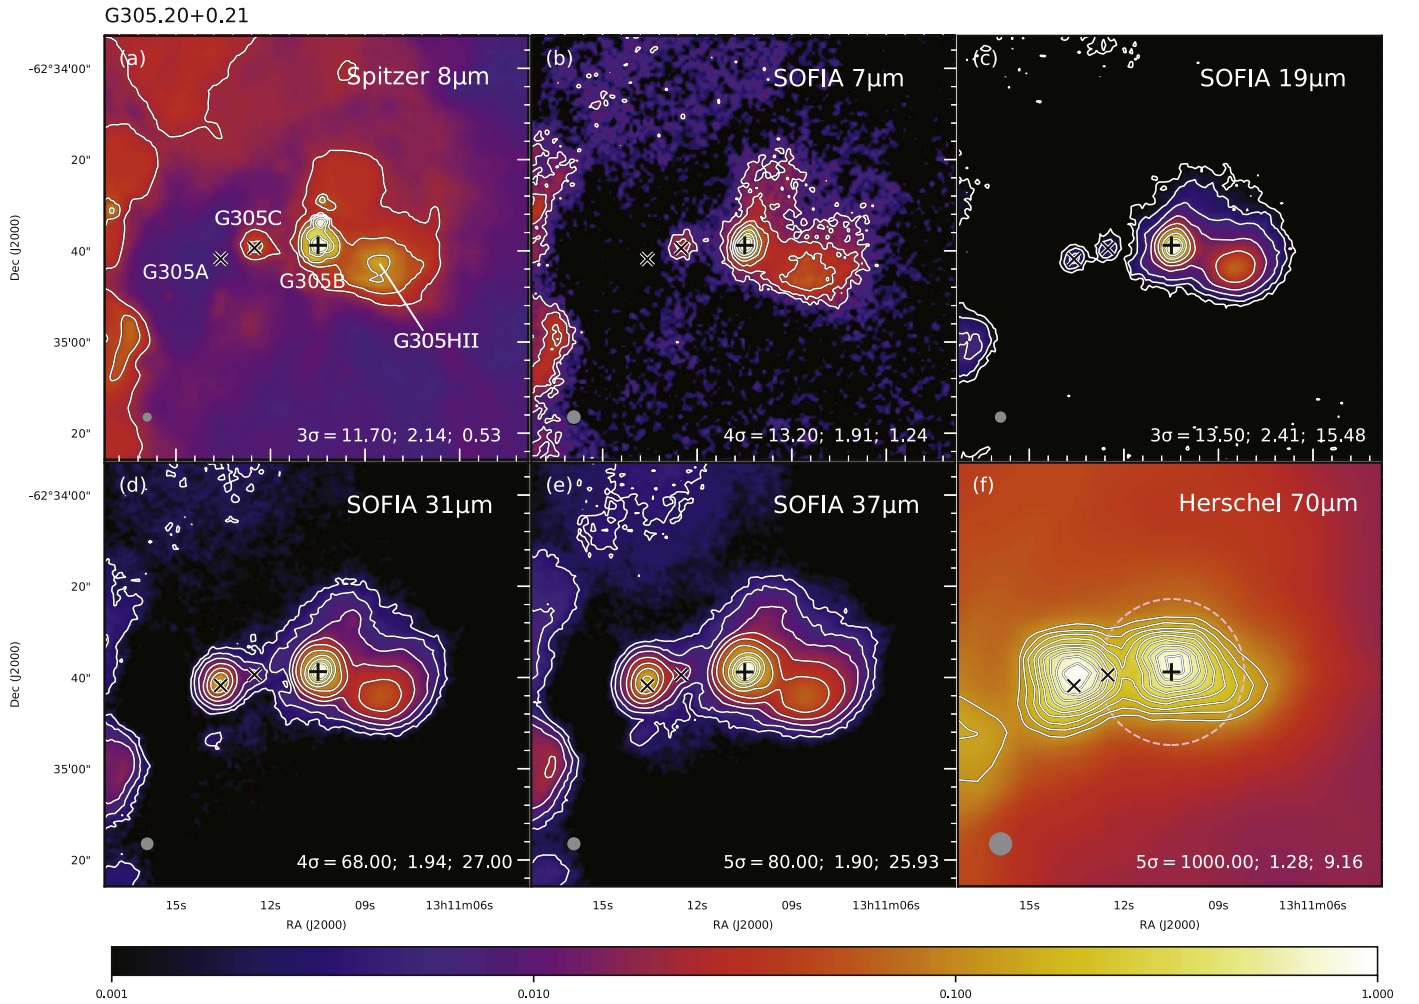 G305.20+0.21
(a)
Spitzer 8μm
(b)
SOFIA 7μm
(c)
SOFIA 19μm
-62°34'00"
20"
40"
35'00"
20"
Dec (J2000)
G305C
G305A
G305B
G305HII
3σ = 11.70; 2.14; 0.53
4σ = 13.20; 1.91; 1.24
3σ = 13.50; 2.41; 15.48
(d)
SOFIA 31μm
(e)
SOFIA 37μm
(f)
Herschel 70μm
-62°34'00"
20"
40"
35'00"
20"
Dec (J2000)
4σ = 68.00; 1.94; 27.00
5σ = 80.00; 1.90; 25.93
5σ = 1000.00; 1.28; 9.16
15s 12s 09s 13h11m06s
15s 12s 09s 13h11m06s
15s 12s 09s 13h11m06s
RA (J2000)
RA (J2000)
RA (J2000)
0.001 0.010 0.100 1.000